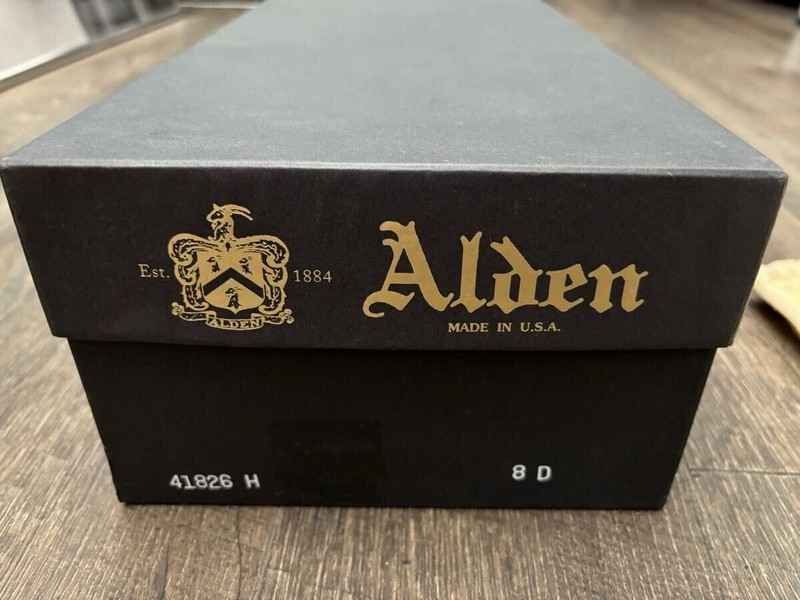 Est. 1884
ALDEN
Alden
MADE IN U.S.A.
41826 H
8 D